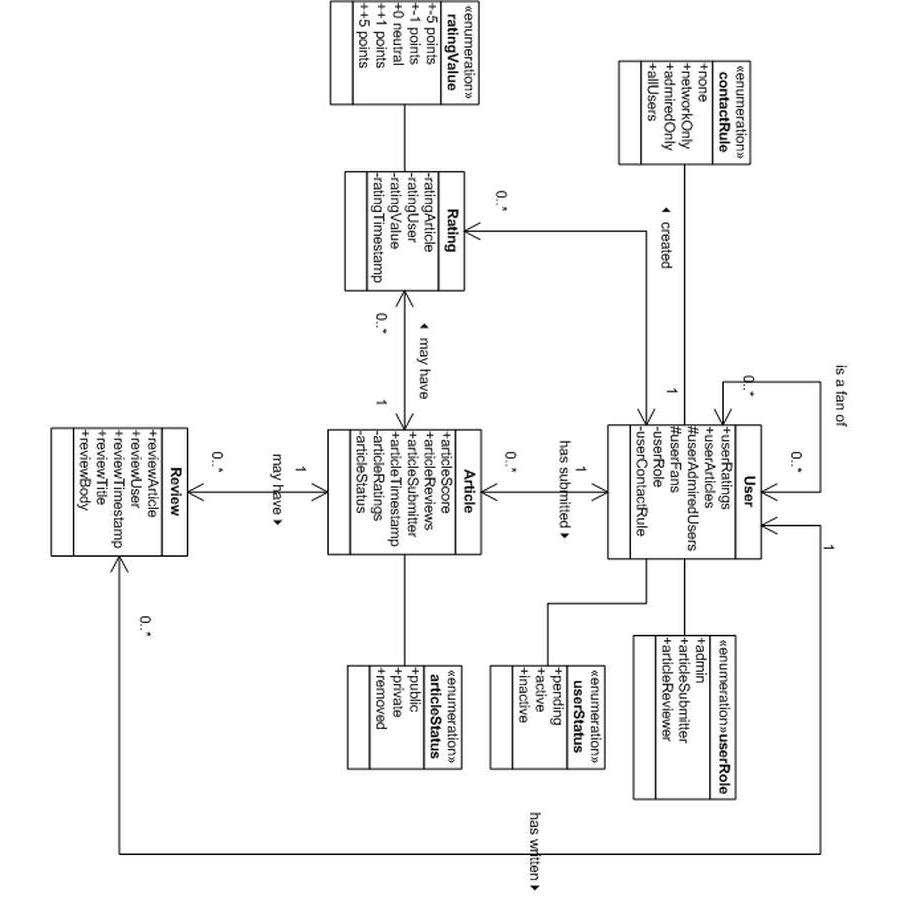 is a fan of
0..*
0..*
1
«enumeration»
contactRule
+none
+networkOnly
+admiredOnly
+allUsers
◄ created
1
User
+userRatings
+userArticles
#userAdmiredUsers
#userFans
-userRole
-userContactRule
«enumeration»userRole
+admin
+articleSubmitter
+articleReviewer
«enumeration»
userStatus
+pending
+active
+inactive
1
has submitted ►
0..*
has written ►
0..*
«enumeration»
ratingValue
+-5 points
+-1 points
+0 neutral
++1 points
++5 points
Rating
-ratingArticle
-ratingUser
-ratingValue
-ratingTimestamp
◄ may have
0..*
1
Article
+articleScore
+articleReviews
+articleSubmitter
+articleTimestamp
-articleRatings
-articleStatus
«enumeration»
articleStatus
+public
+private
+removed
1
may have ►
0..*
Review
+reviewArticle
+reviewUser
+reviewTimestamp
+reviewTitle
+reviewBody
0..*